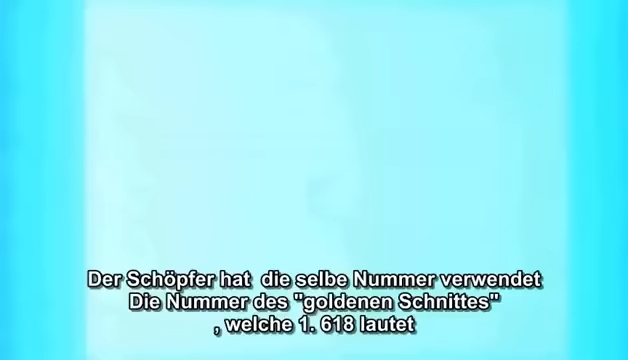 Der Schöpfer hat  die selbe Nummer verwendet
Die Nummer des "goldenen Schnittes"
, welche 1. 618 lautet